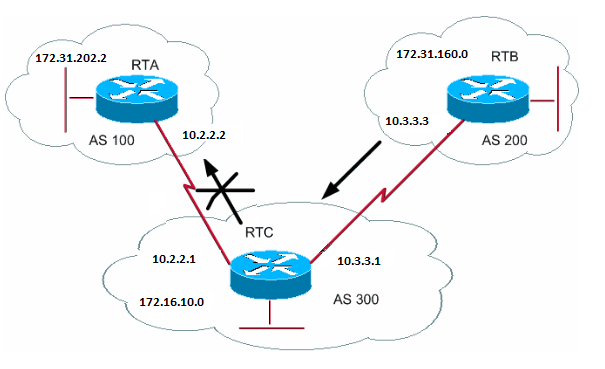 172.31.202.2
RTA
AS 100
10.2.2.2
172.31.160.0
RTB
10.3.3.3
AS 200
RTC
10.2.2.1
10.3.3.1
172.16.10.0
AS 300